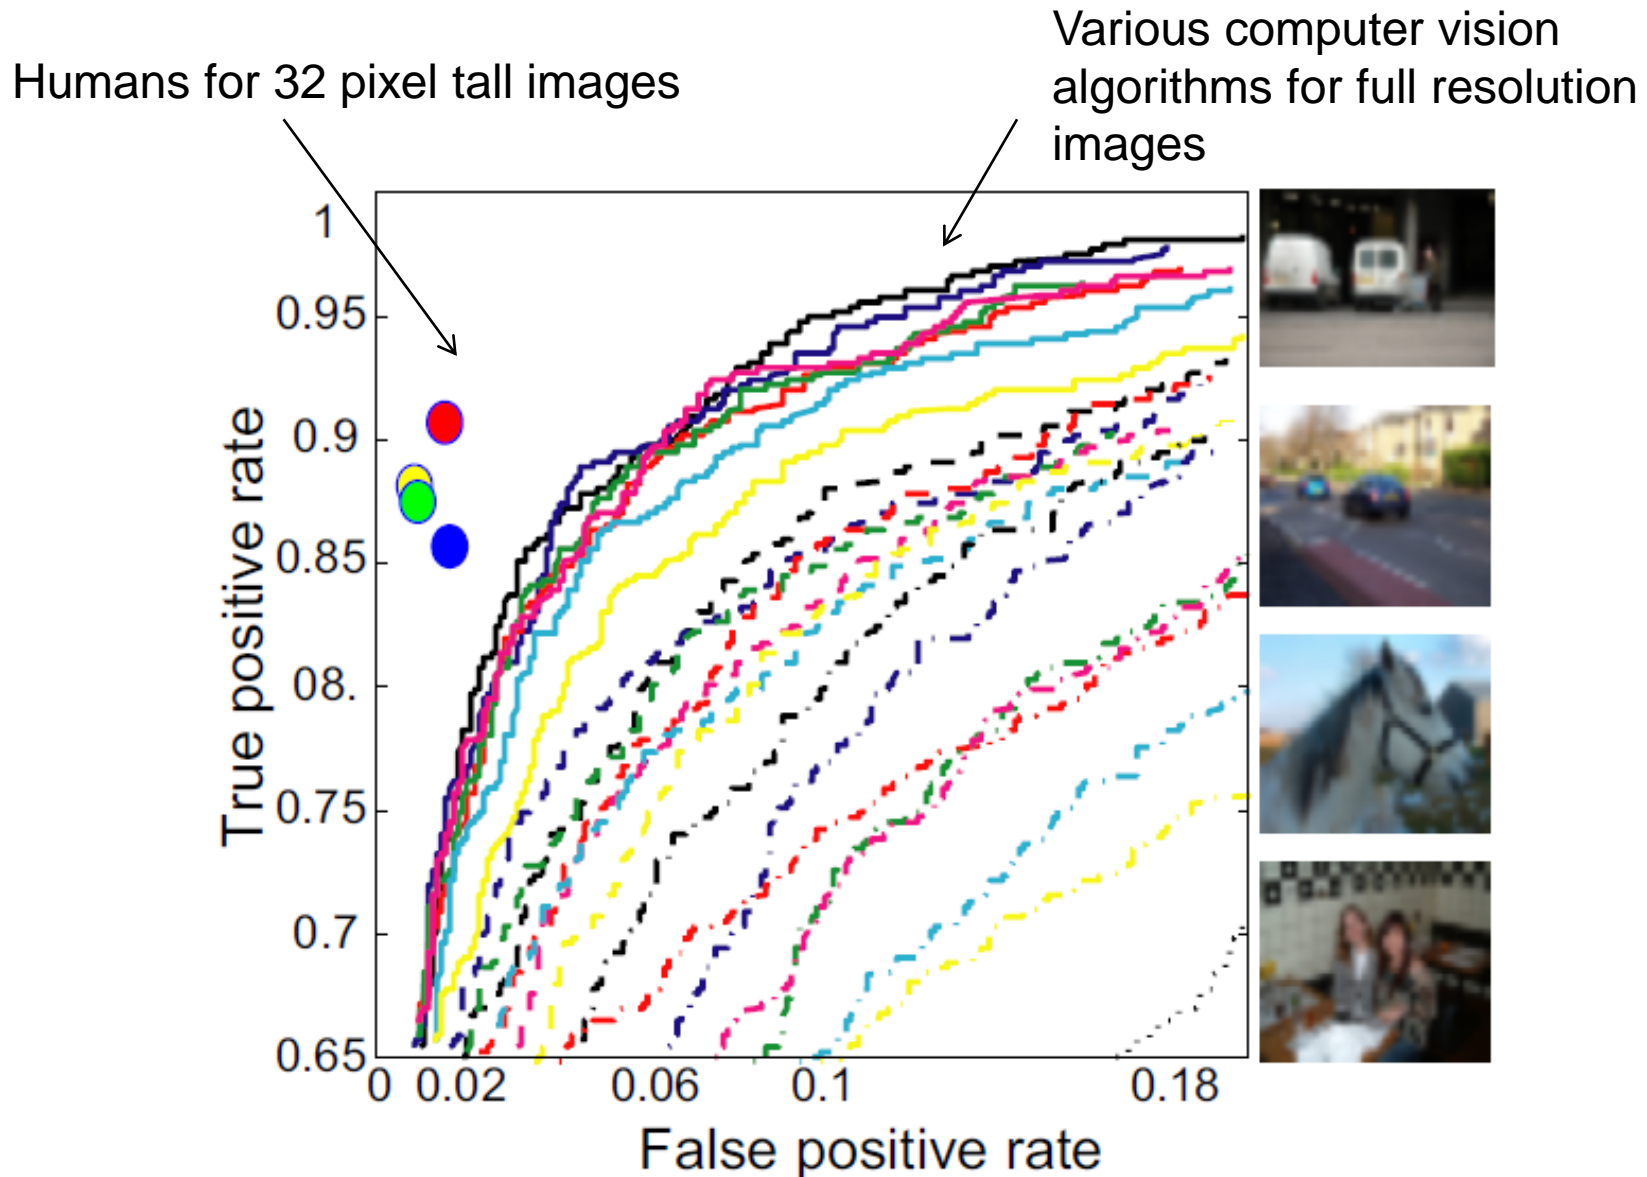 Various computer vision
algorithms for full resolution
images
Humans for 32 pixel tall images
1
0.95
0.9
0.85
08.
0.75
0.7
0.65
True positive rate
0 0.02 0.06 0.1 0.18
False positive rate